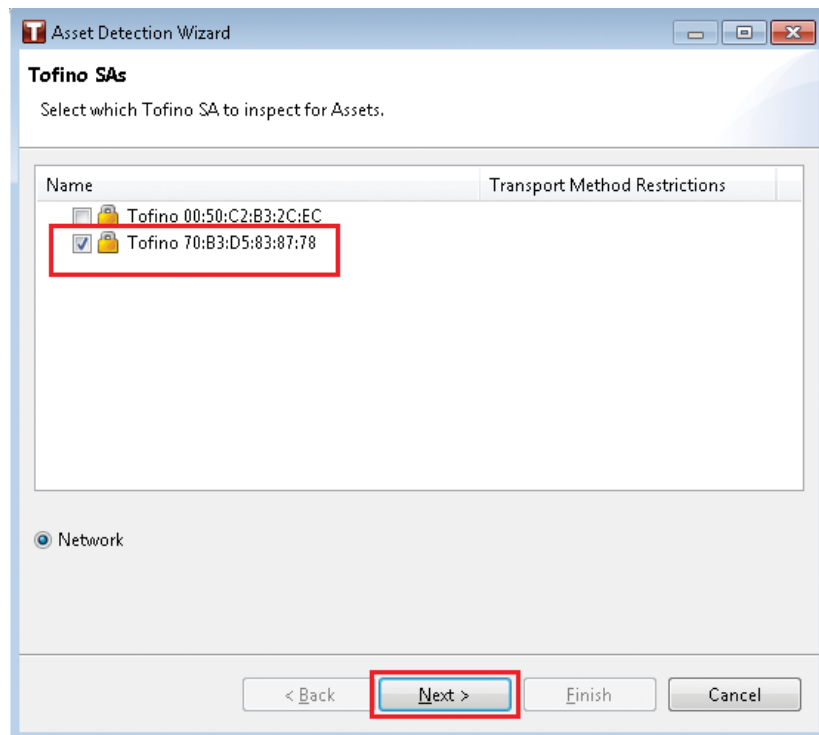 Asset Detection Wizard
Tofino SAs
Select which Tofino SA to inspect for Assets.
Name Transport Method Restrictions
Tofino 00:50:C2:B3:2C:EC
Tofino 70:B3:D5:83:87:78
Network
< Back Next > Finish Cancel